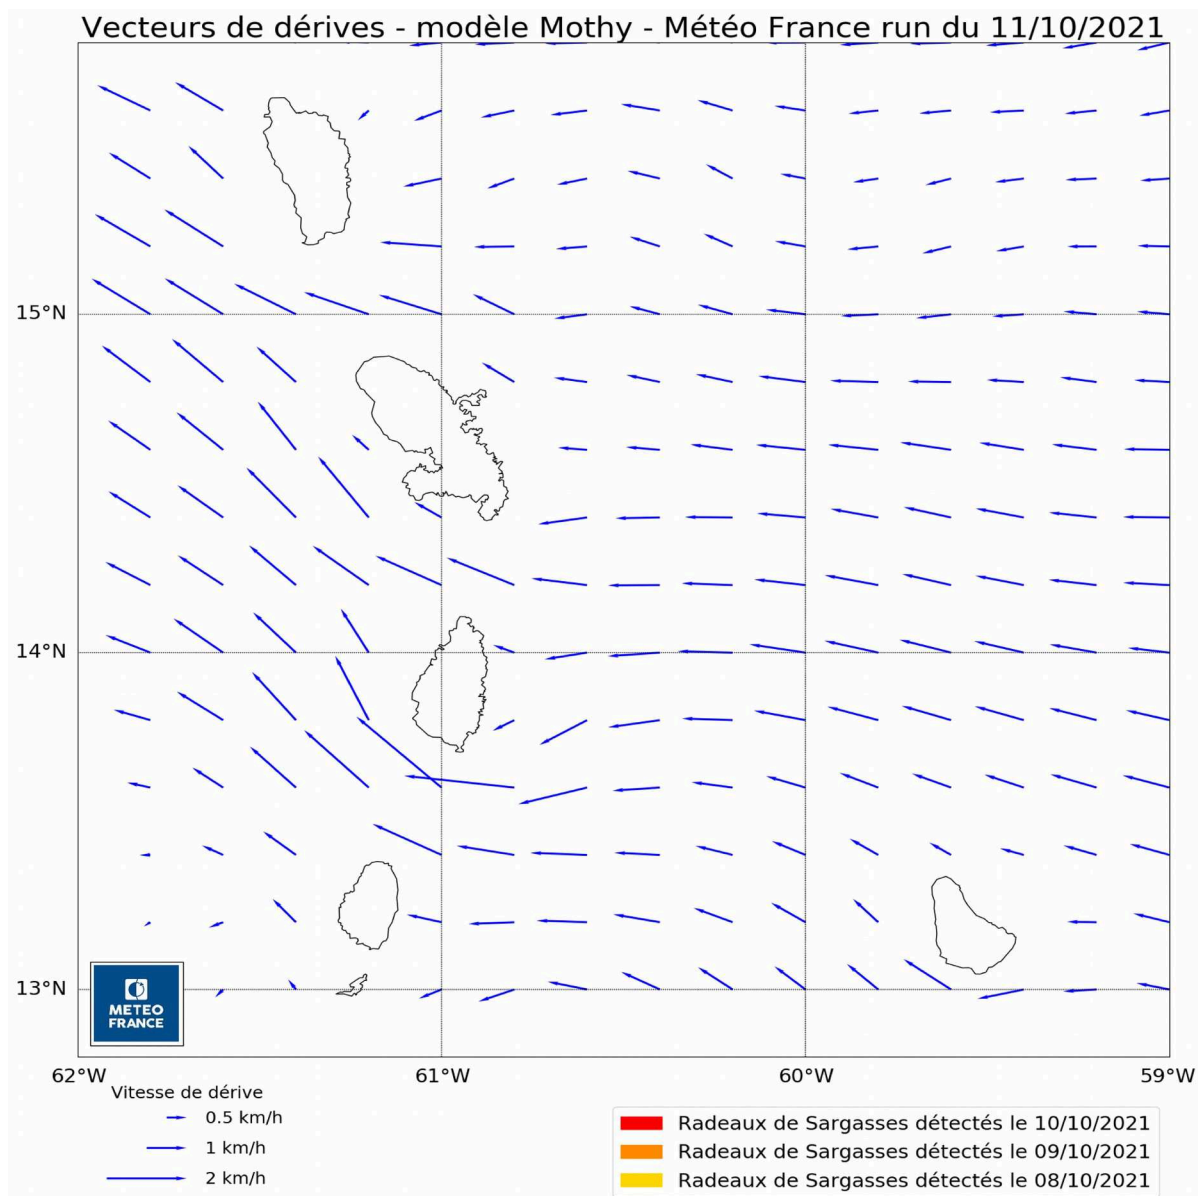 Vecteurs de dérives - modèle Mothy - Météo France run du 11/10/2021
15°N
14°N
13°N
METEO
FRANCE
62°W
61°W
60°W
59°W
Vitesse de dérive
0.5 km/h
1 km/h
2 km/h
Radeaux de Sargasses détectés le 10/10/2021
Radeaux de Sargasses détectés le 09/10/2021
Radeaux de Sargasses détectés le 08/10/2021